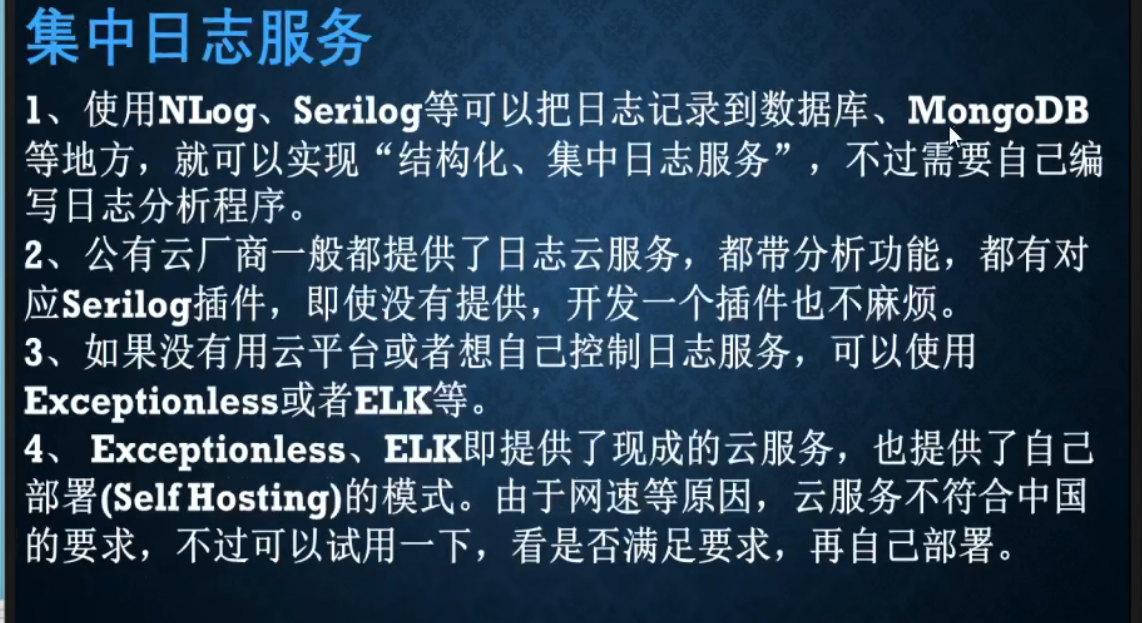 集中日志服务
1、使用NLog、Serilog等可以把日志记录到数据库、MongoDB
等地方，就可以实现“结构化、集中日志服务”，不过需要自己编
写日志分析程序。
2、公有云厂商一般都提供了日志云服务，都带分析功能，都有对
应Serilog插件，即使没有提供，开发一个插件也不麻烦。
3、如果没有用云平台或者想自己控制日志服务，可以使用
Exceptionless或者ELK等。
4、 Exceptionless、ELK即提供了现成的云服务，也提供了自己
部署(Self Hosting)的模式。由于网速等原因，云服务不符合中国
的要求，不过可以试用一下，看是否满足要求，再自己部署。